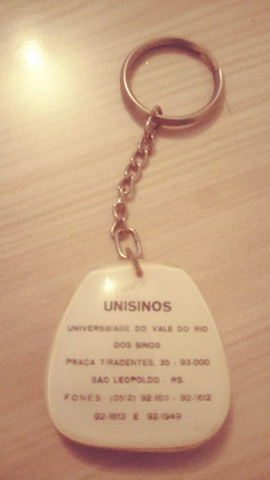 UNISINOS
UNIVERSIDADE DO VALE DO RIO
DOS SINOS
PRAÇA TIRADENTES, 35 - 93.000
SÃO LEOPOLDO - RS
FONES: (0512) 92.1611 - 92-1612
92-1613 E 92-1949